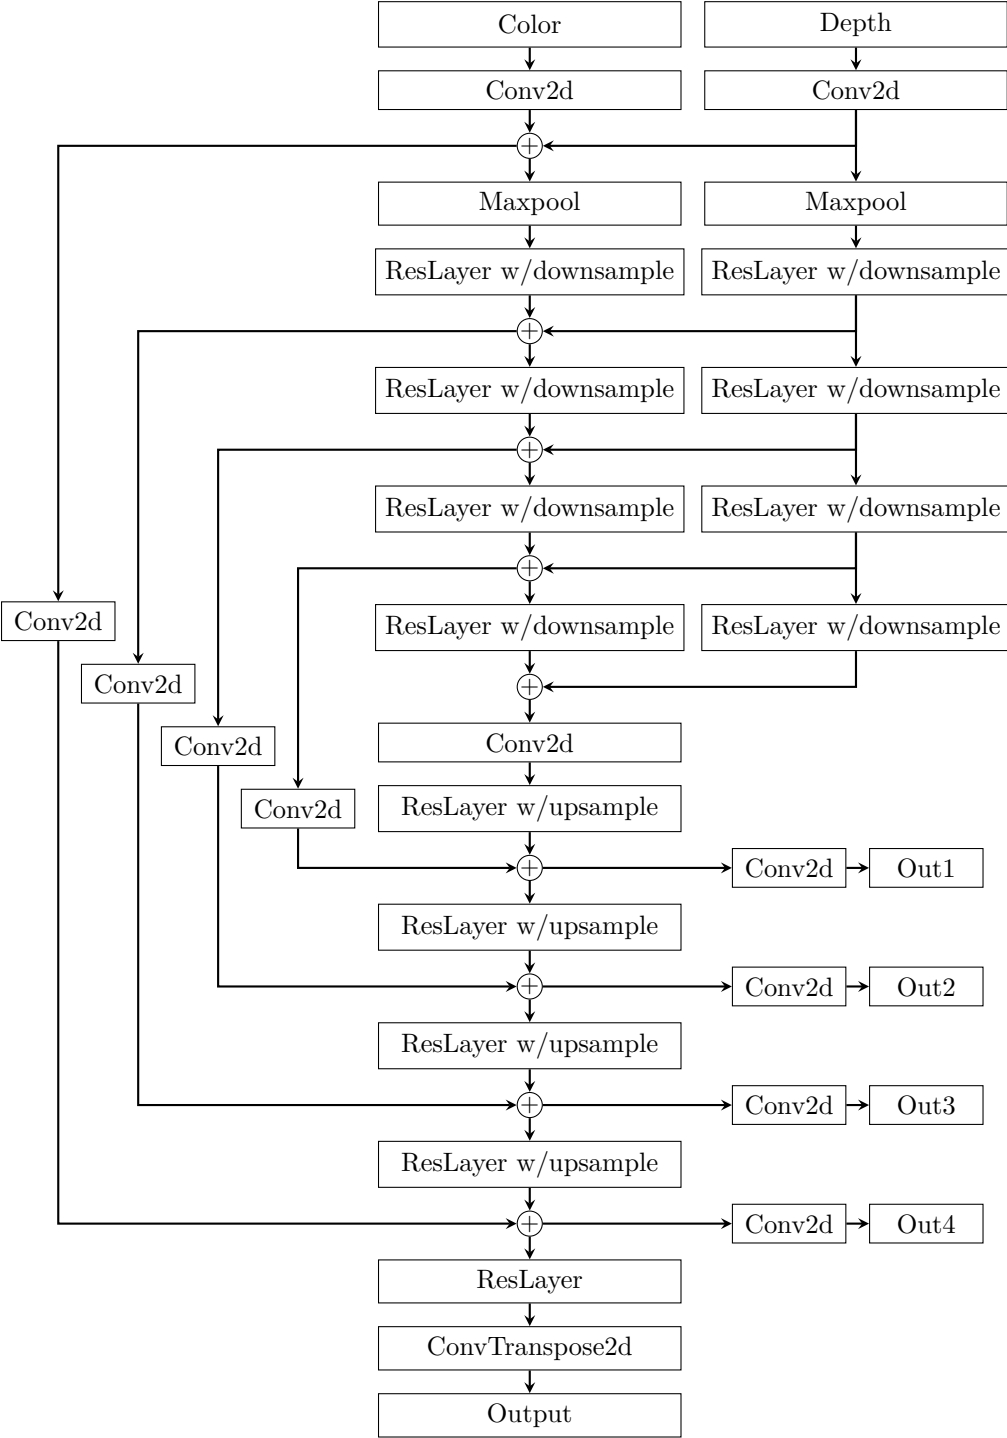 Color
Depth
Conv2d
Conv2d
+
Maxpool
Maxpool
ResLayer w/downsample
ResLayer w/downsample
+
ResLayer w/downsample
ResLayer w/downsample
+
ResLayer w/downsample
ResLayer w/downsample
+
Conv2d
ResLayer w/downsample
ResLayer w/downsample
Conv2d
+
Conv2d
Conv2d
Conv2d
ResLayer w/upsample
+
Conv2d
Out1
ResLayer w/upsample
+
Conv2d
Out2
ResLayer w/upsample
+
Conv2d
Out3
ResLayer w/upsample
+
Conv2d
Out4
ResLayer
ConvTranspose2d
Output